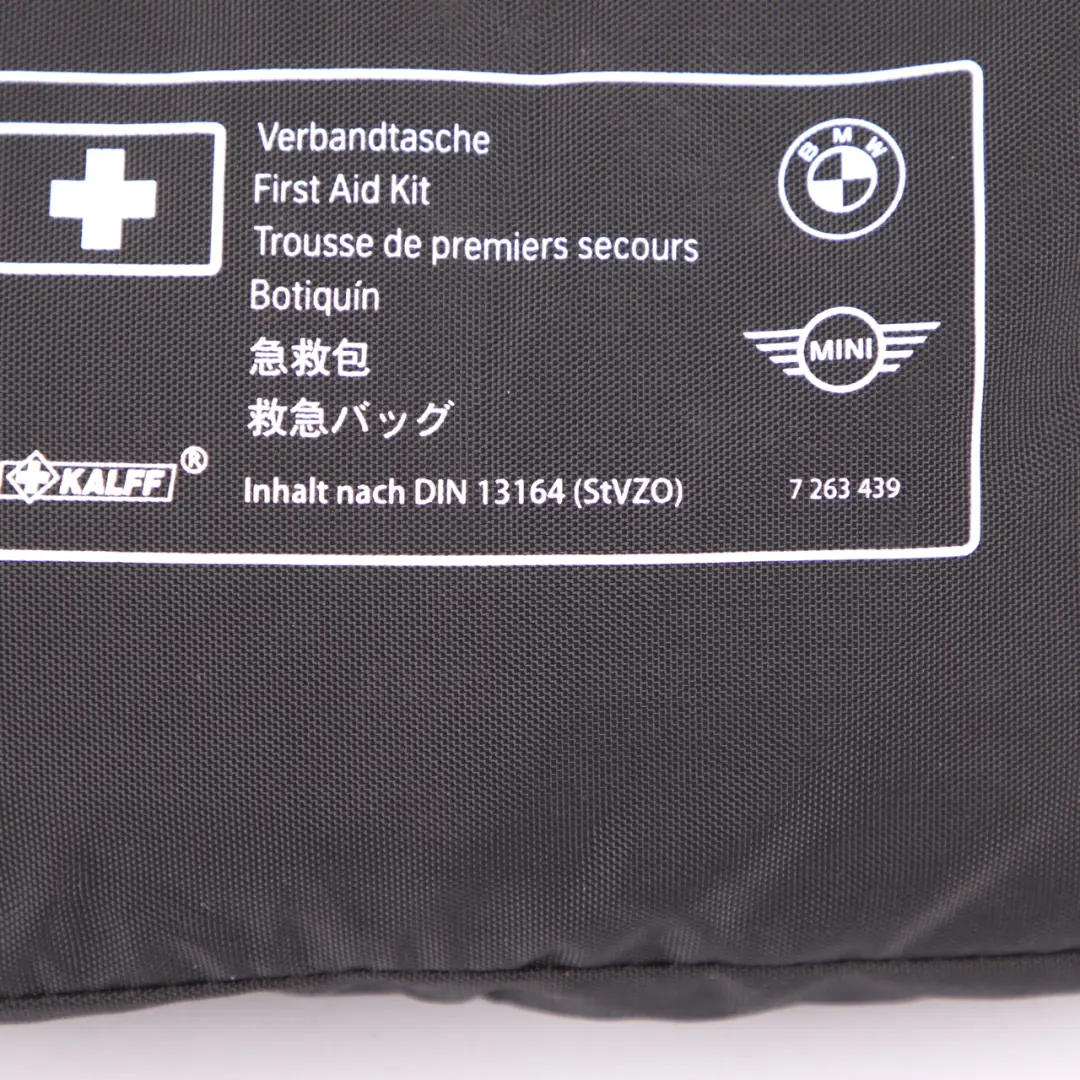 Verbandtasche
First Aid Kit
Trousse de premiers secours
Botiquín
急救包
救急バッグ
KALFF®
Inhalt nach DIN 13164 (StVZO)
BMW
MINI
7 263 439